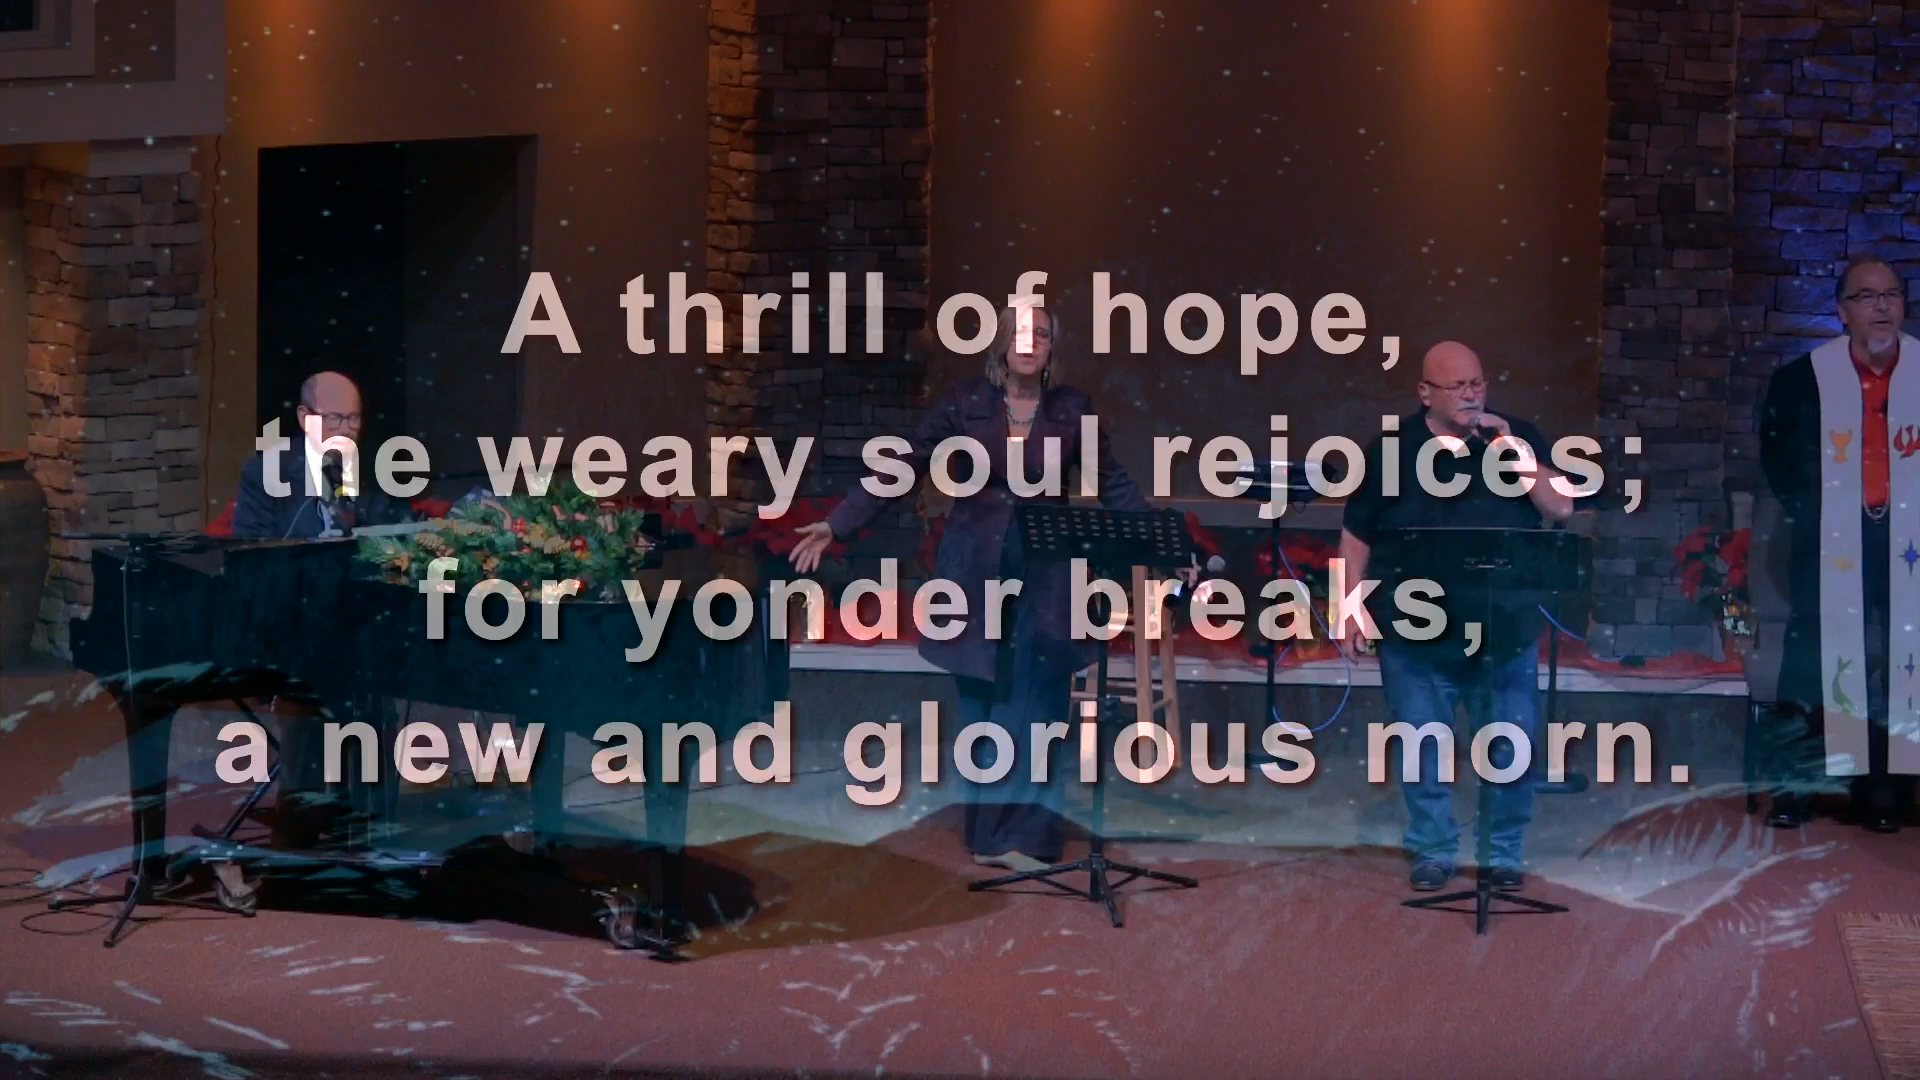 A thrill of hope,
the weary soul rejoices;
for yonder breaks,
a new and glorious morn.